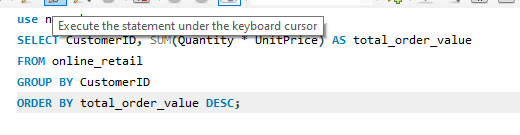 Execute the statement under the keyboard cursor
use n
SELECT CustomerID, SUM(Quantity * UnitPrice) AS total_order_value
FROM online_retail
GROUP BY CustomerID
ORDER BY total_order_value DESC;